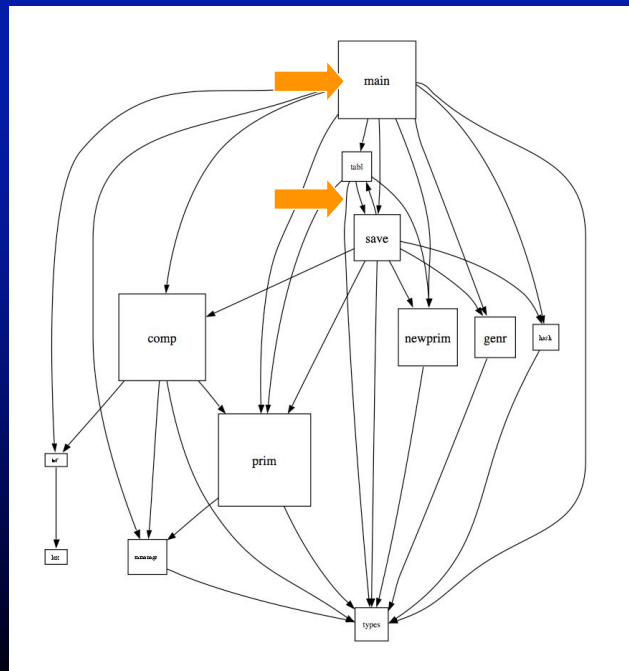 main
tabl
save
comp
newprim
genr
hash
prim
types